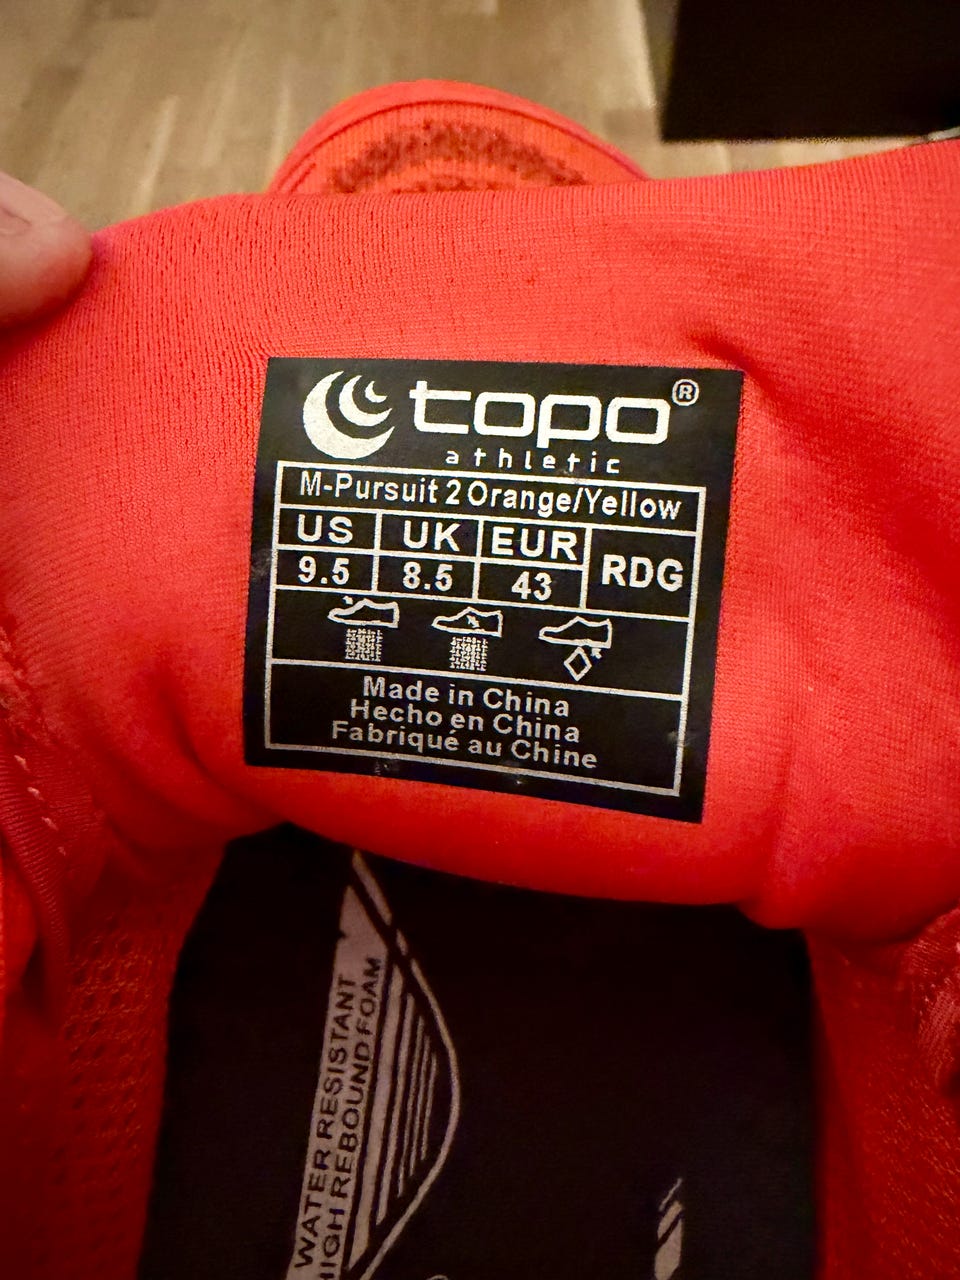 topo®
athletic
M-Pursuit 2 Orange/Yellow
US UK EUR RDG
9.5 8.5 43
Made in China
Hecho en China
Fabriqué au Chine
WATER RESISTANT
HIGH REBOUND FOAM